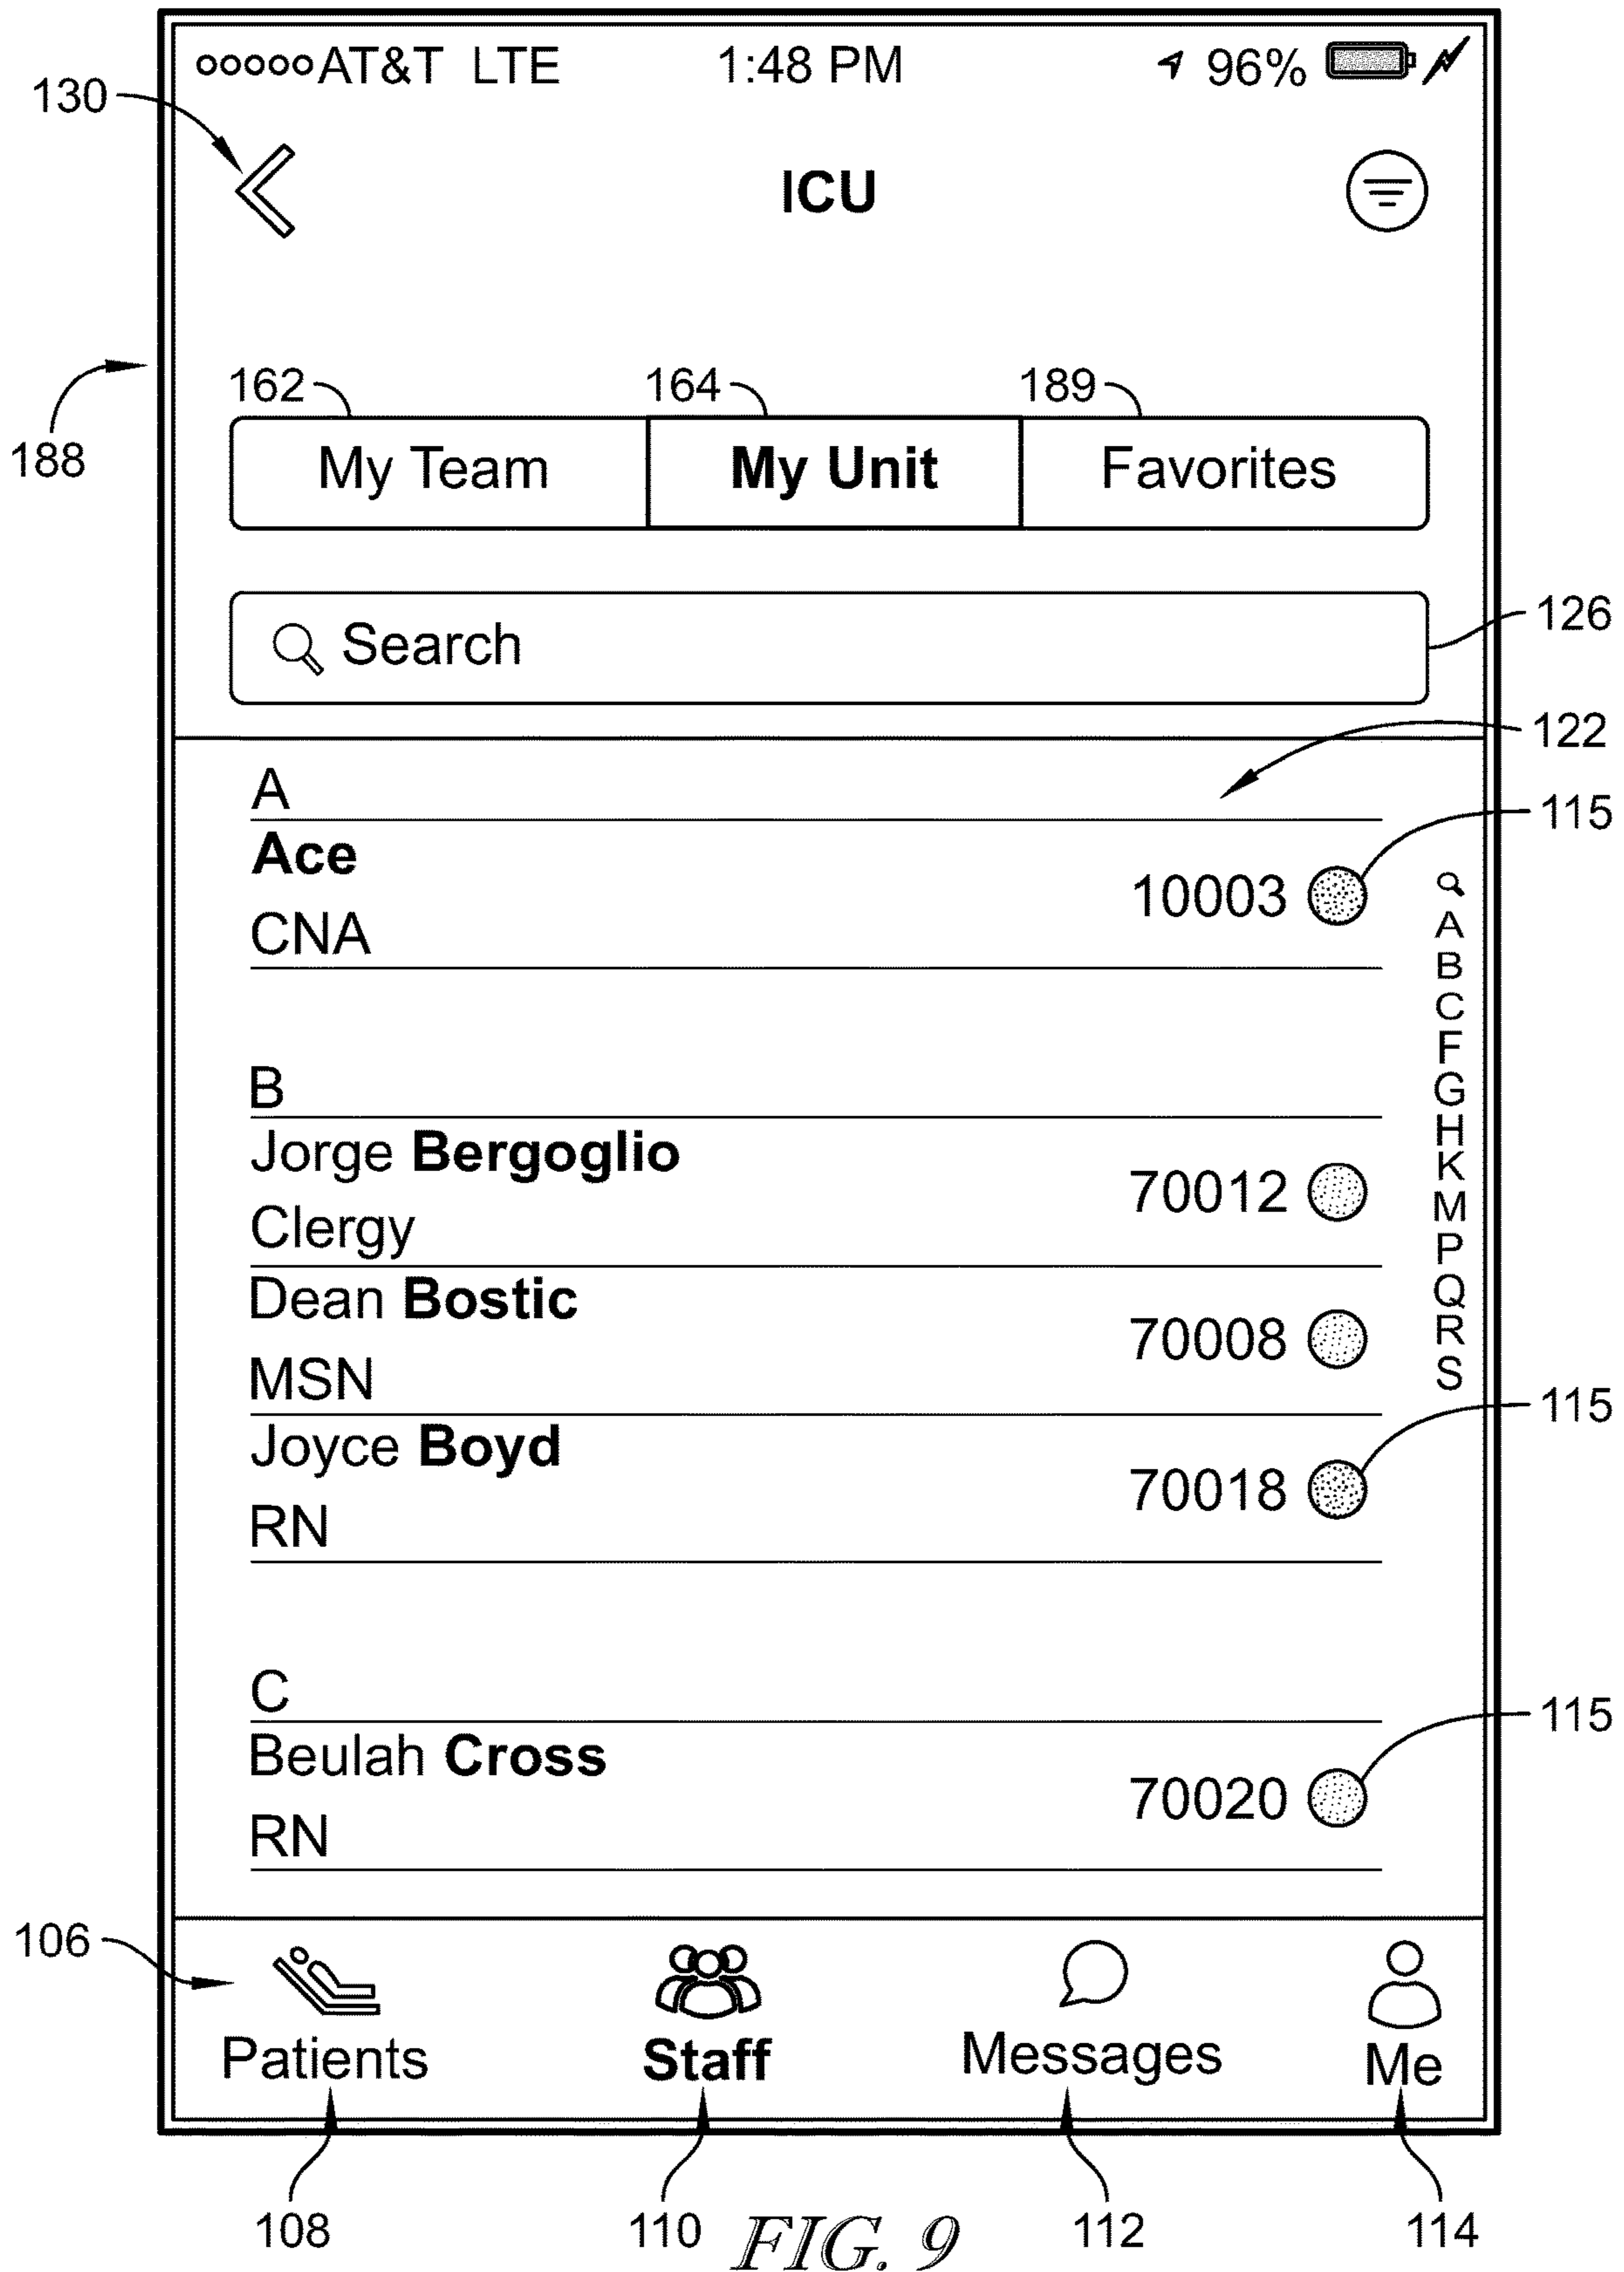 ooooo AT&T LTE 1:48 PM 96%
130
ICU
188
162 164 189
My Team My Unit Favorites
Search
126
122
A
115
Ace
10003
CNA
B
Jorge Bergoglio
70012
Clergy
Dean Bostic
70008
MSN
Joyce Boyd
70018
RN
115
C
Beulah Cross
70020
RN
115
A
B
C
F
G
H
K
M
P
Q
R
S
106
Patients Staff Messages Me
108 110 112 114
FIG. 9